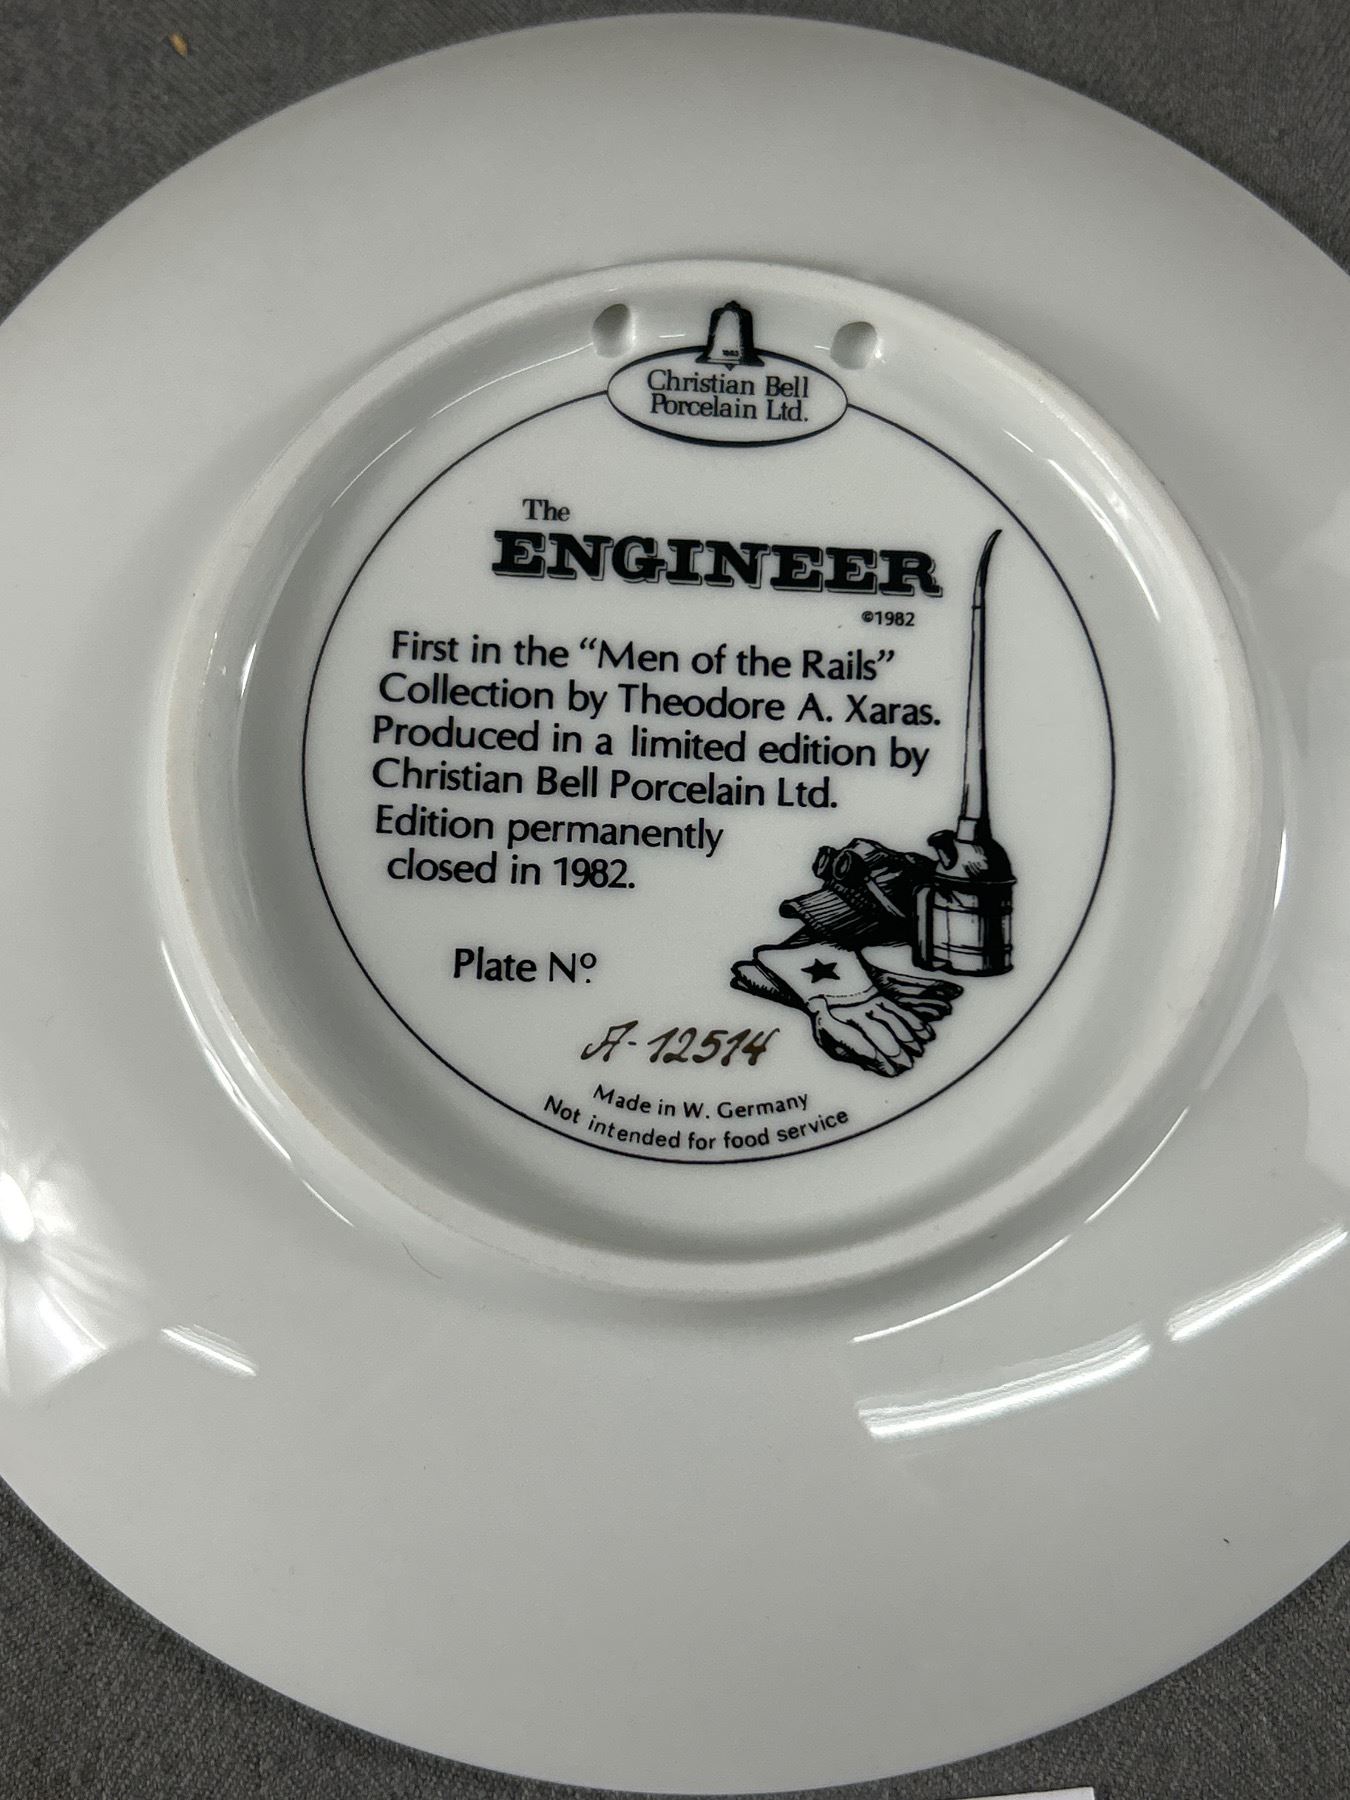 Christian Bell
Porcelain Ltd.
The
ENGINEER
©1982
First in the “Men of the Rails”
Collection by Theodore A. Xaras.
Produced in a limited edition by
Christian Bell Porcelain Ltd.
Edition permanently
closed in 1982.
Plate Nº
A-12514
Made in W. Germany
Not intended for food service